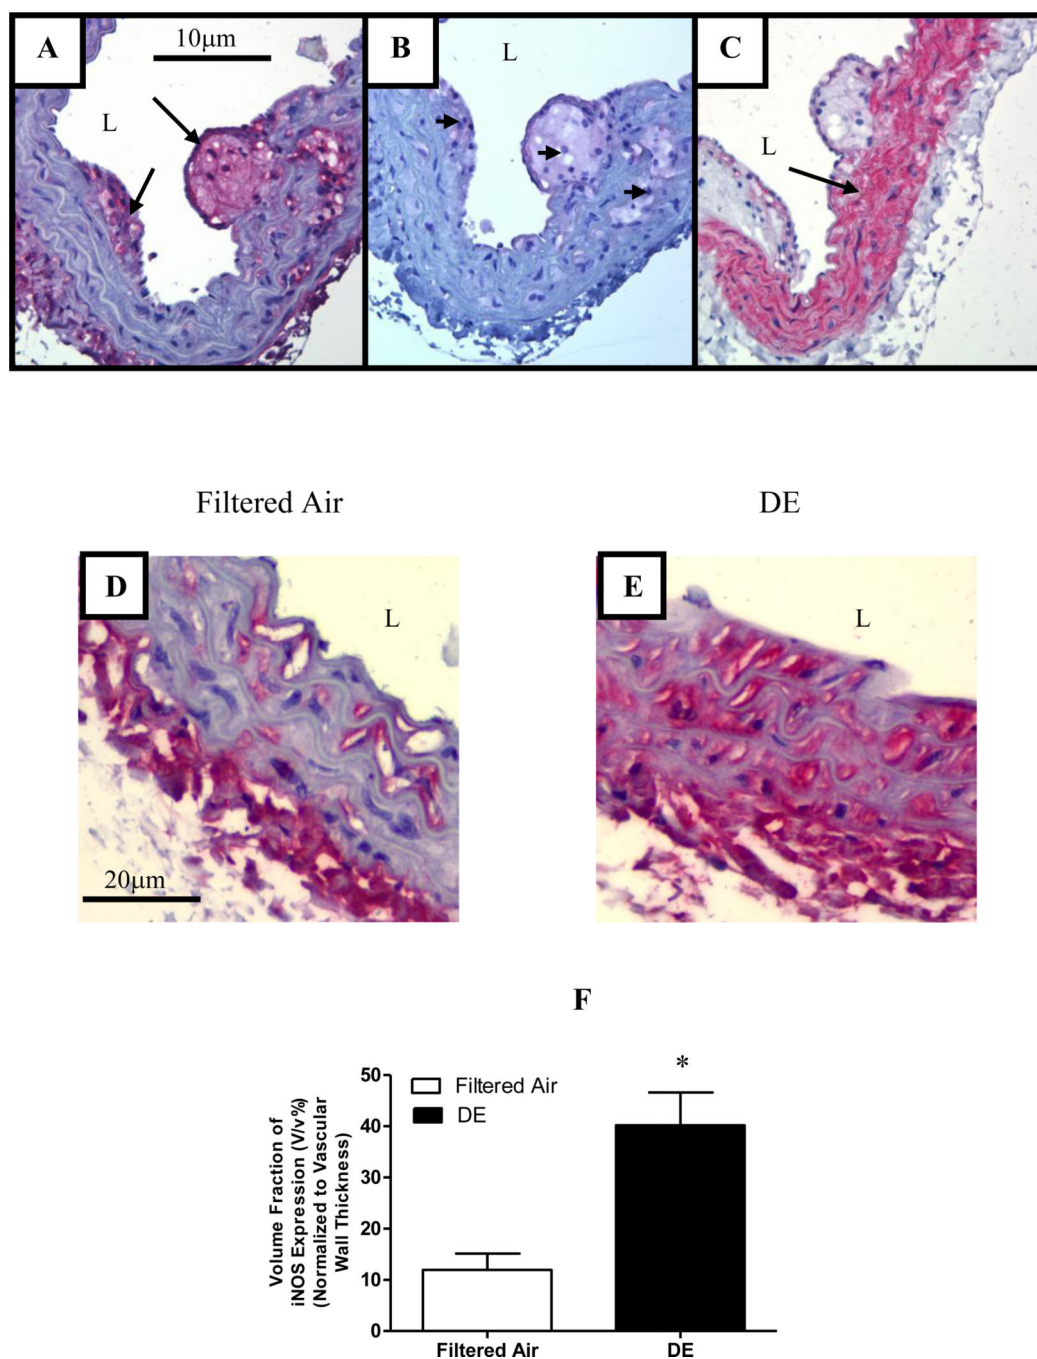 A
10μm
L
B
L
C
L
Filtered Air
DE
D
L
20μm
E
L
F
*
Filtered Air
DE
Volume Fraction of
iNOS Expression (V/v%)
(Normalized to Vascular
Wall Thickness)
50
40
30
20
10
0
Filtered Air
DE